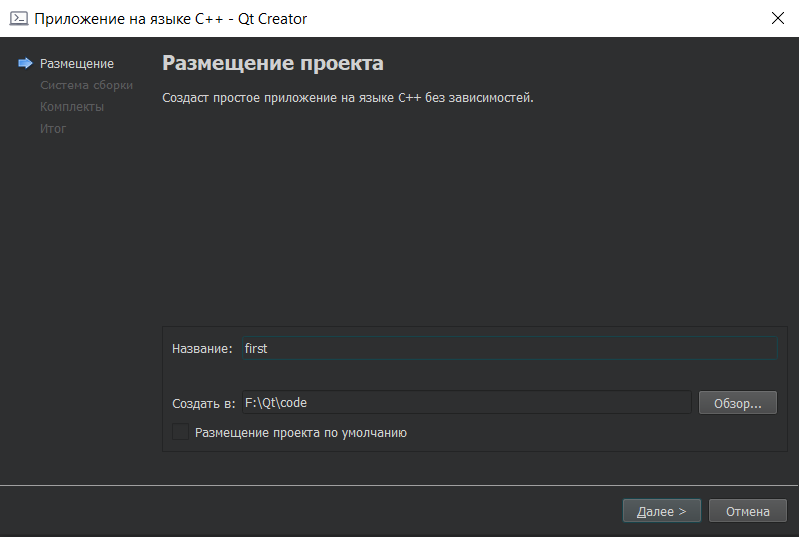 Приложение на языке C++ - Qt Creator
Размещение
Система сборки
Комплекты
Итог
Размещение проекта
Создаст простое приложение на языке C++ без зависимостей.
Название: first
Создать в: F:\Qt\code Обзор...
Размещение проекта по умолчанию
Далее > Отмена